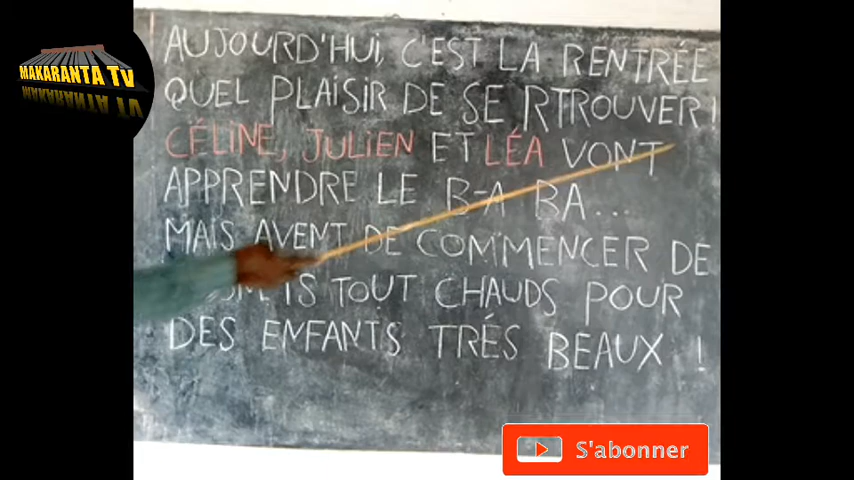 MAKARANTA TV
AUJOURD'HUI, C'EST LA RENTRÉE
QUEL PLAISIR DE SE RTROUVER !
CÉLINE, JULIEN ET LÉA VONT
APPRENDRE LE B-A BA...
MAIS AVENT DE COMMENCER DE
TOUT CHAUDS POUR
DES ENFANTS TRÉS BEAUX !
S'abonner